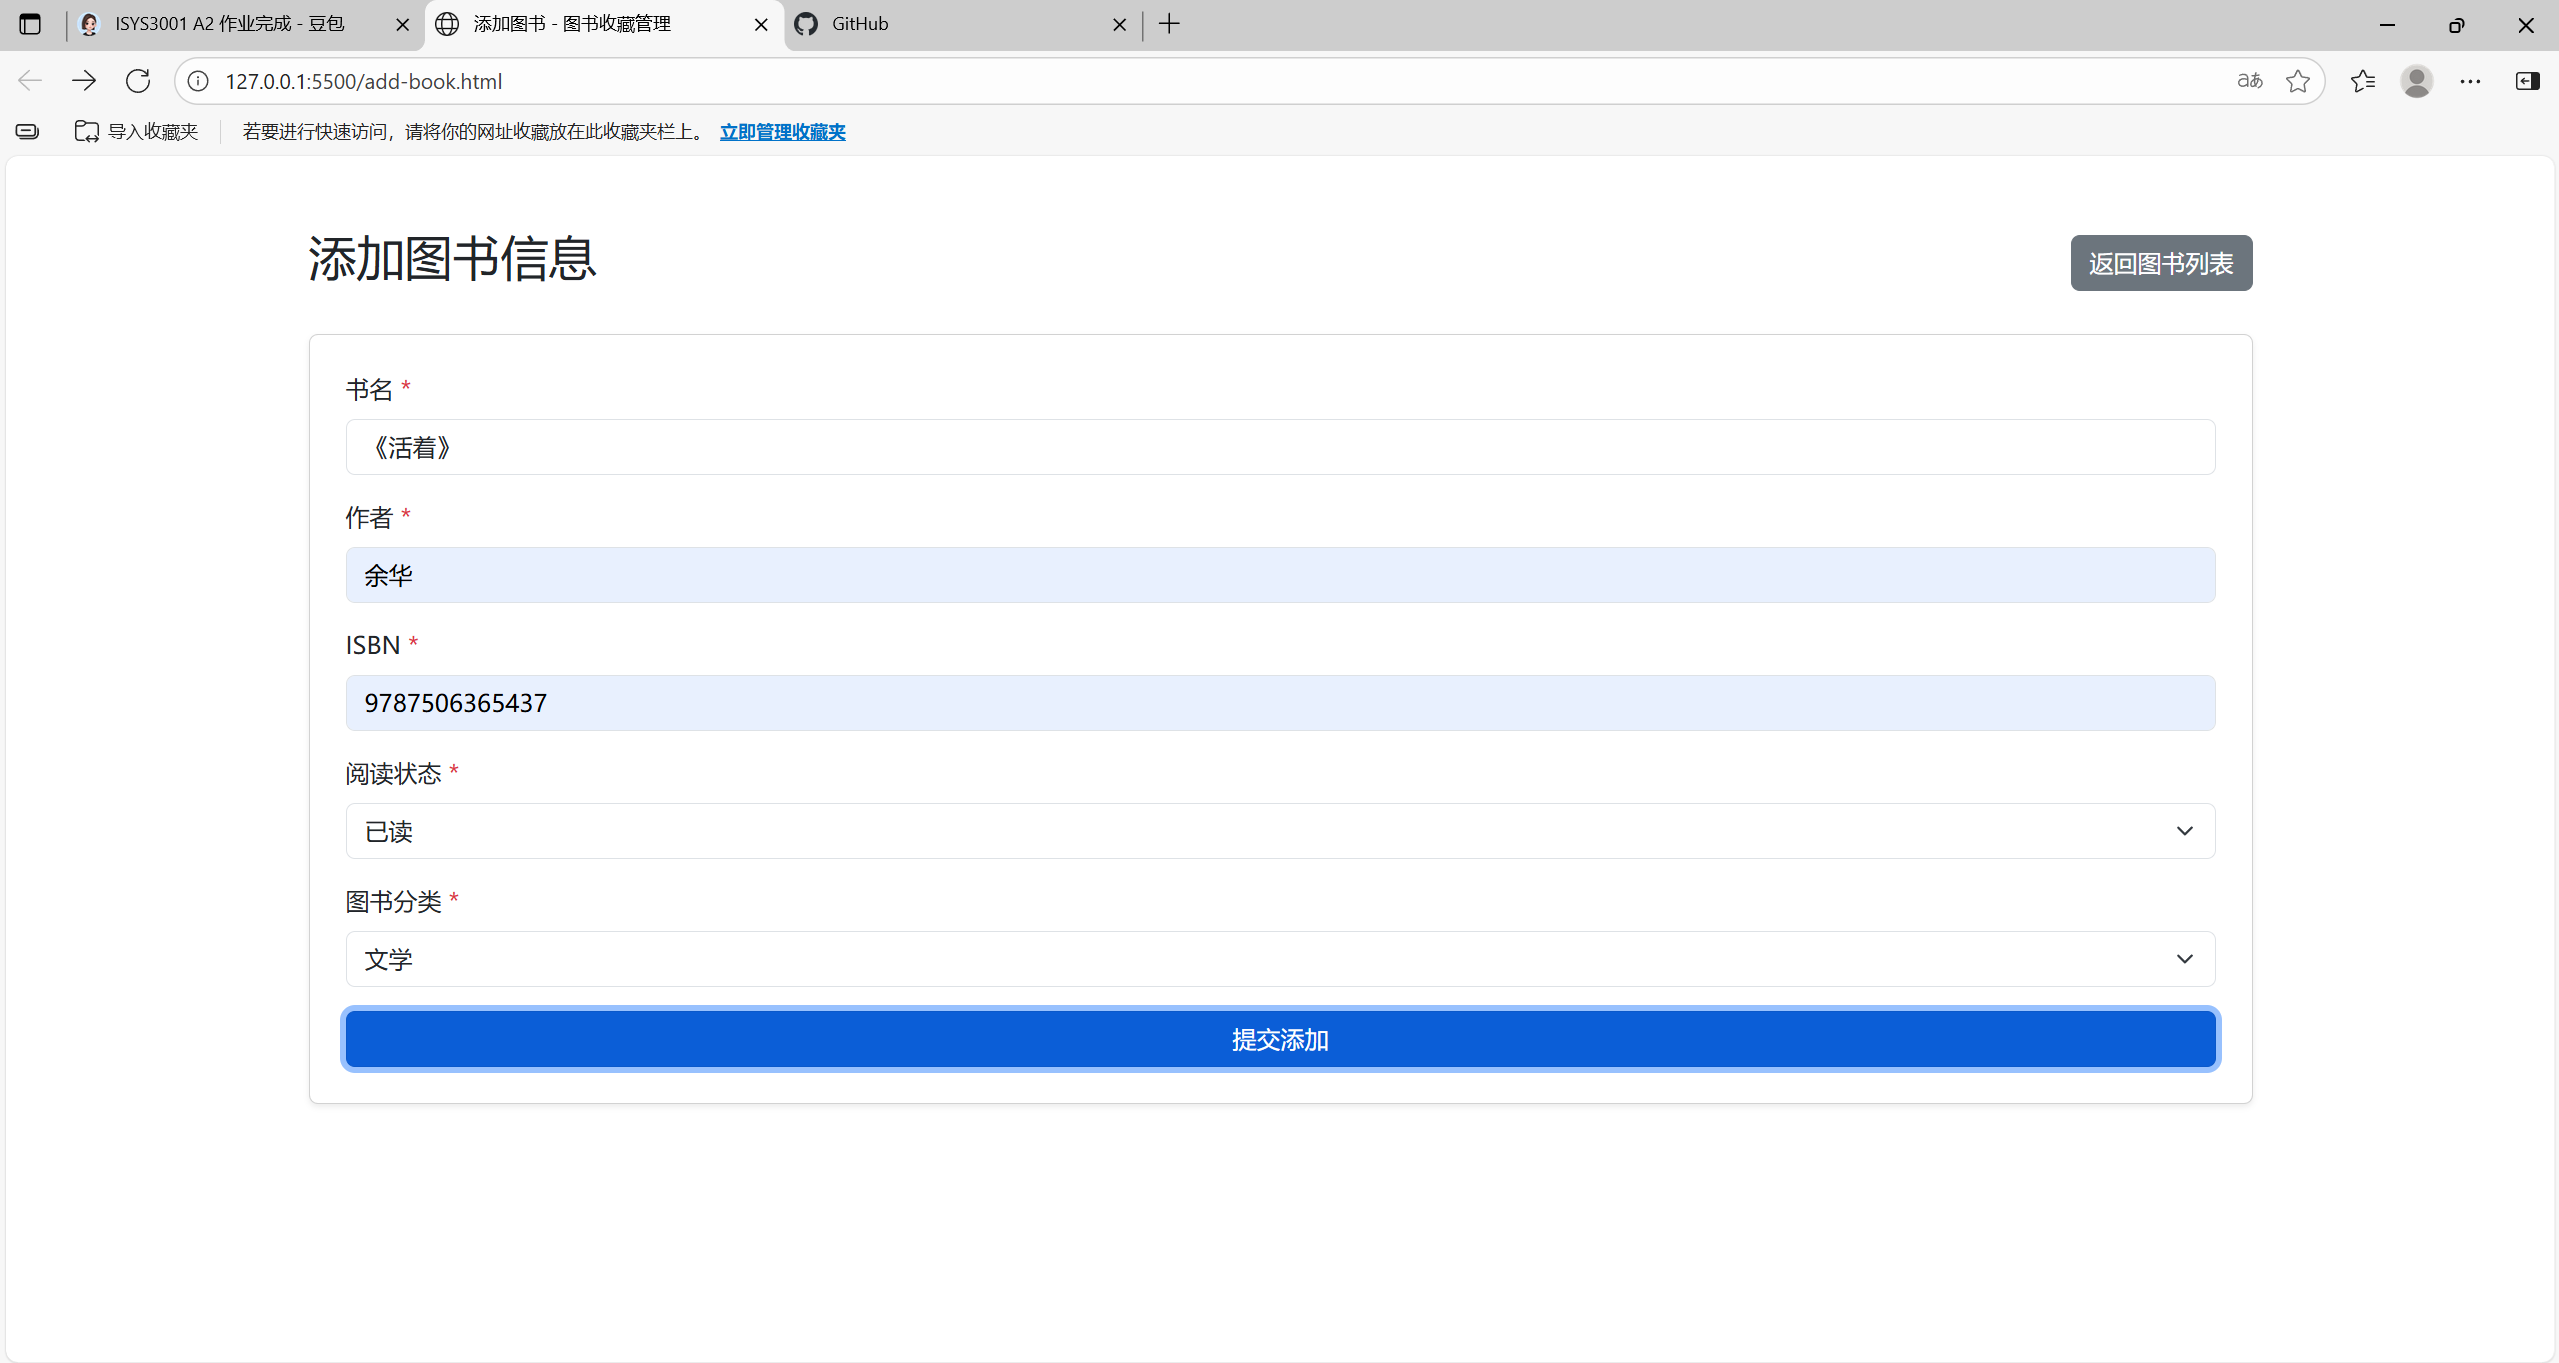 ISYS3001 A2 作业完成 - 豆包
添加图书 - 图书收藏管理
GitHub
127.0.0.1:5500/add-book.html
aあ
导入收藏夹
若要进行快速访问，请将你的网址收藏放在此收藏夹栏上。 立即管理收藏夹
添加图书信息
返回图书列表
书名 *
《活着》
作者 *
余华
ISBN *
9787506365437
阅读状态 *
已读
图书分类 *
文学
提交添加